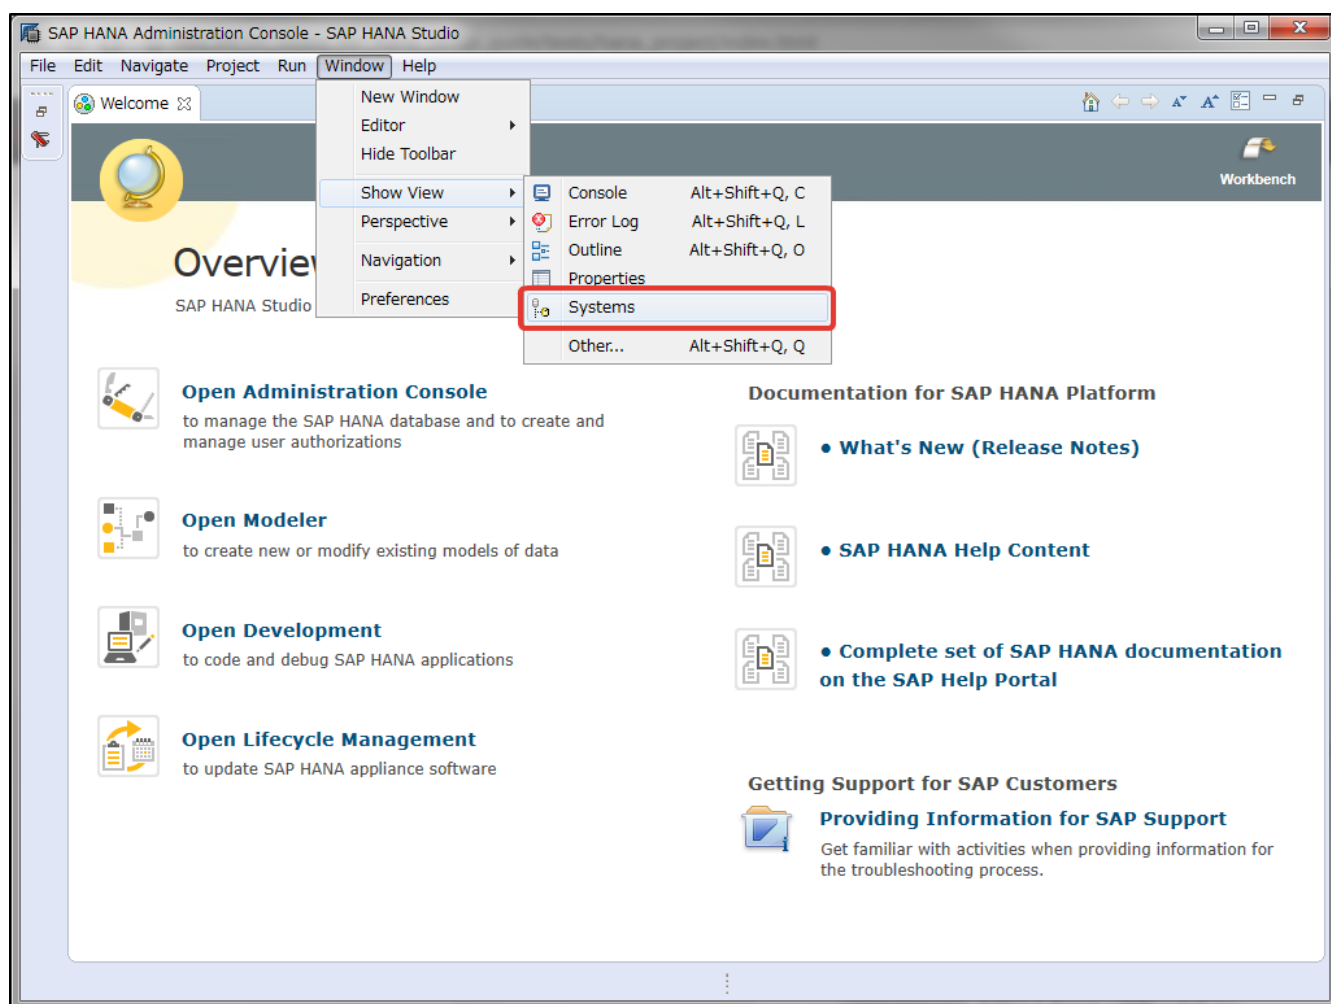 SAP HANA Administration Console - SAP HANA Studio
File Edit Navigate Project Run Window Help
Welcome
New Window
Editor
Hide Toolbar
Show View
Perspective
Navigation
Preferences
Console Alt+Shift+Q, C
Error Log Alt+Shift+Q, L
Outline Alt+Shift+Q, O
Properties
Systems
Other... Alt+Shift+Q, Q
Workbench
SAP HANA Studio
Open Administration Console
to manage the SAP HANA database and to create and
manage user authorizations
Open Modeler
to create new or modify existing models of data
Open Development
to code and debug SAP HANA applications
Open Lifecycle Management
to update SAP HANA appliance software
Documentation for SAP HANA Platform
• What's New (Release Notes)
• SAP HANA Help Content
• Complete set of SAP HANA documentation
on the SAP Help Portal
Getting Support for SAP Customers
Providing Information for SAP Support
Get familiar with activities when providing information for
the troubleshooting process.